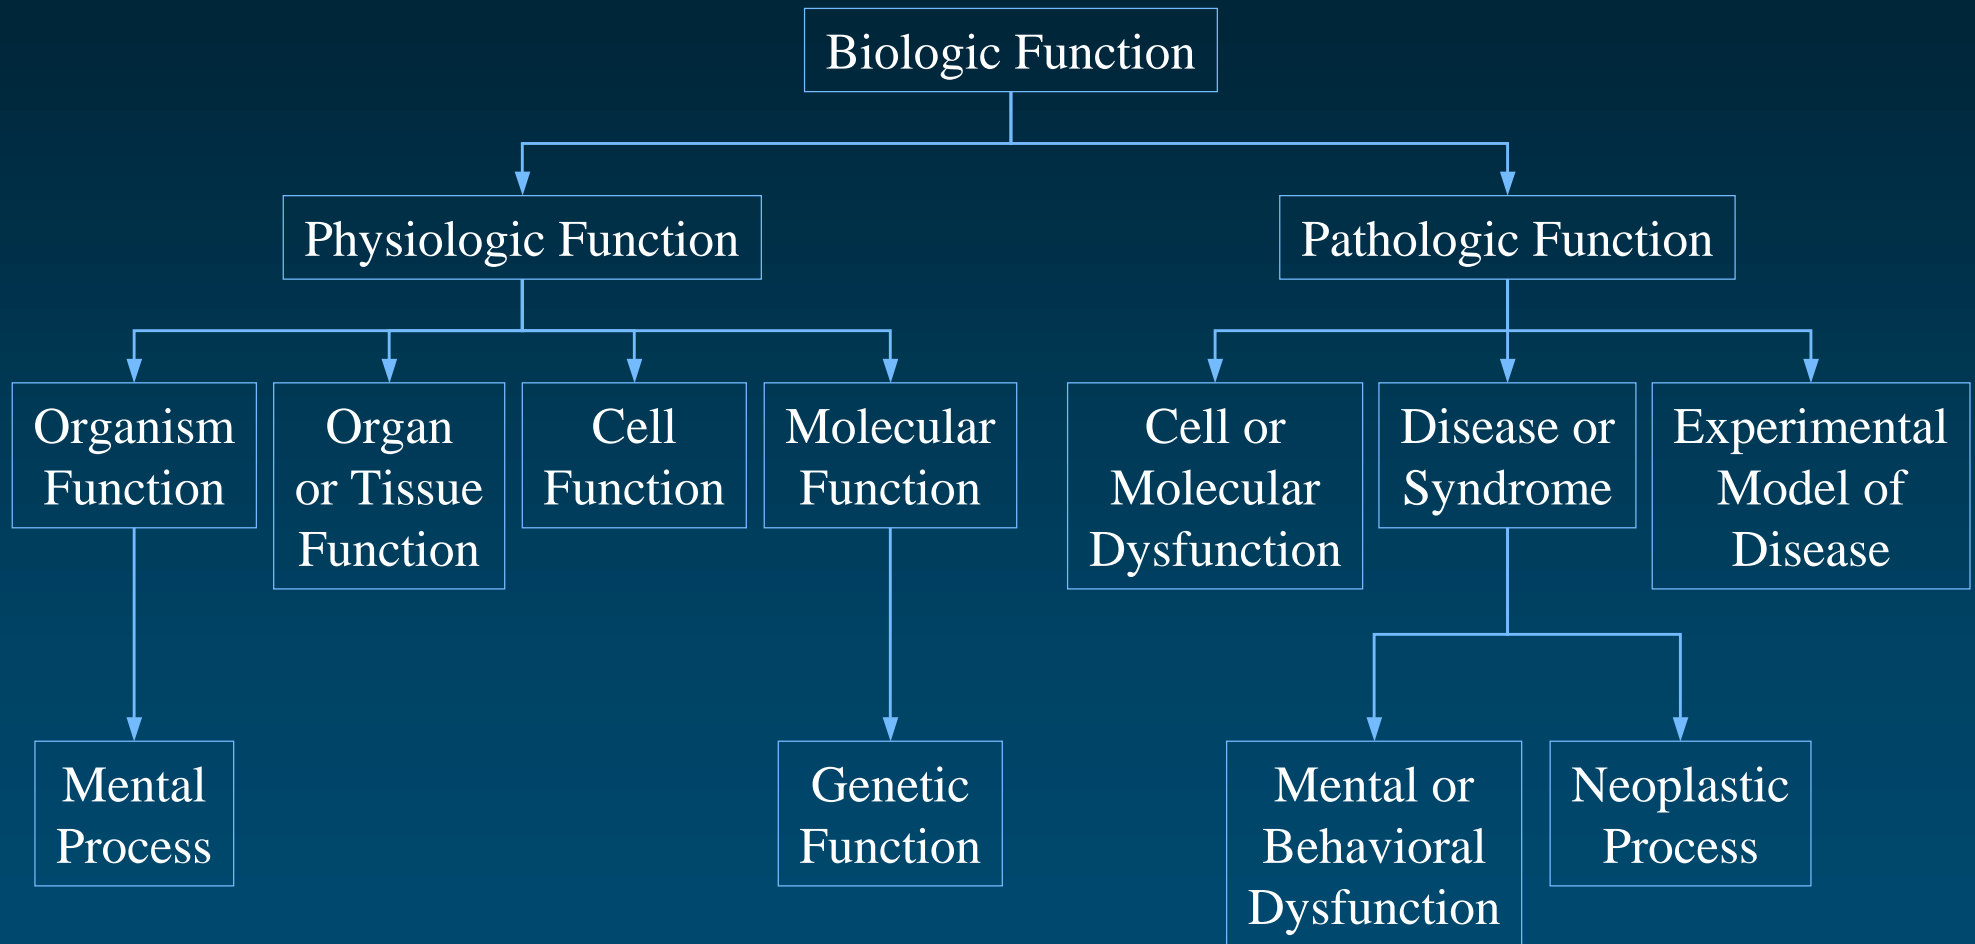 Biologic Function
Physiologic Function
Pathologic Function
Organism
Function
Organ
or Tissue
Function
Cell
Function
Molecular
Function
Cell or
Molecular
Dysfunction
Disease or
Syndrome
Experimental
Model of
Disease
Mental
Process
Genetic
Function
Mental or
Behavioral
Dysfunction
Neoplastic
Process